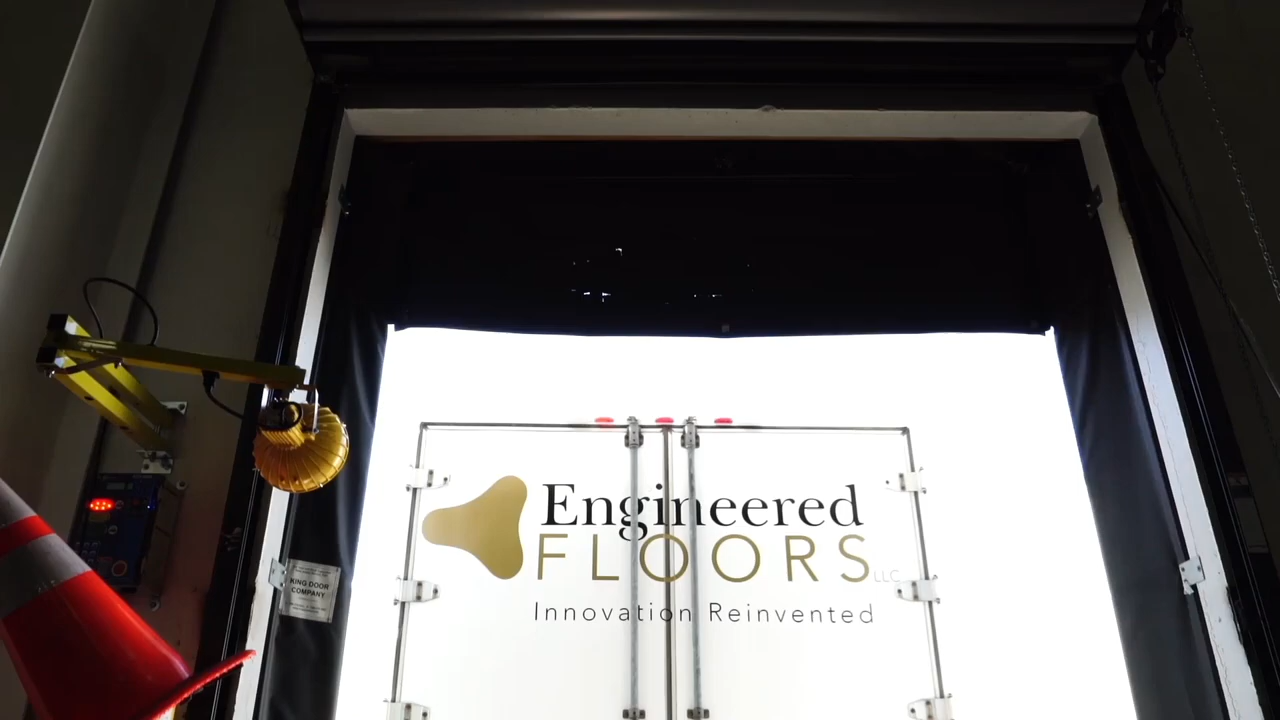 Engineered
FLOORS LLC
Innovation Reinvented
KING DOOR
COMPANY